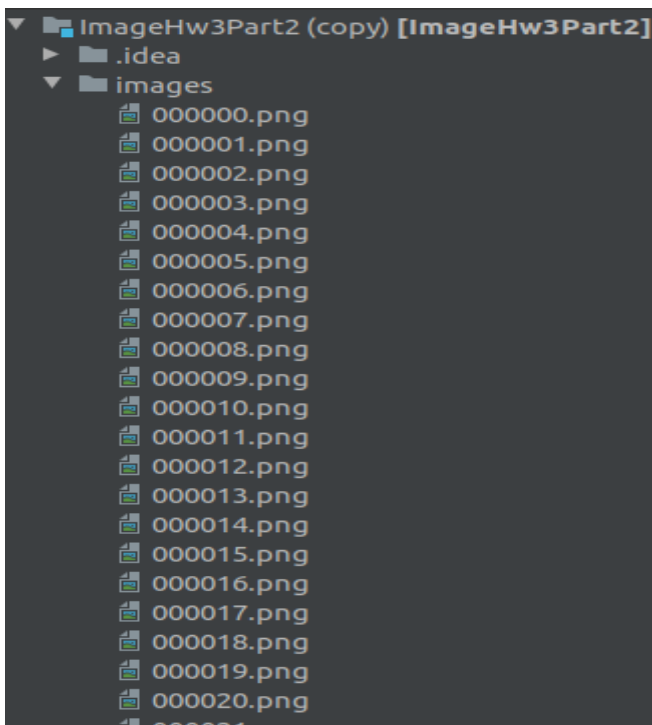 ImageHw3Part2 (copy) [ImageHw3Part2]
.idea
images
000000.png
000001.png
000002.png
000003.png
000004.png
000005.png
000006.png
000007.png
000008.png
000009.png
000010.png
000011.png
000012.png
000013.png
000014.png
000015.png
000016.png
000017.png
000018.png
000019.png
000020.png